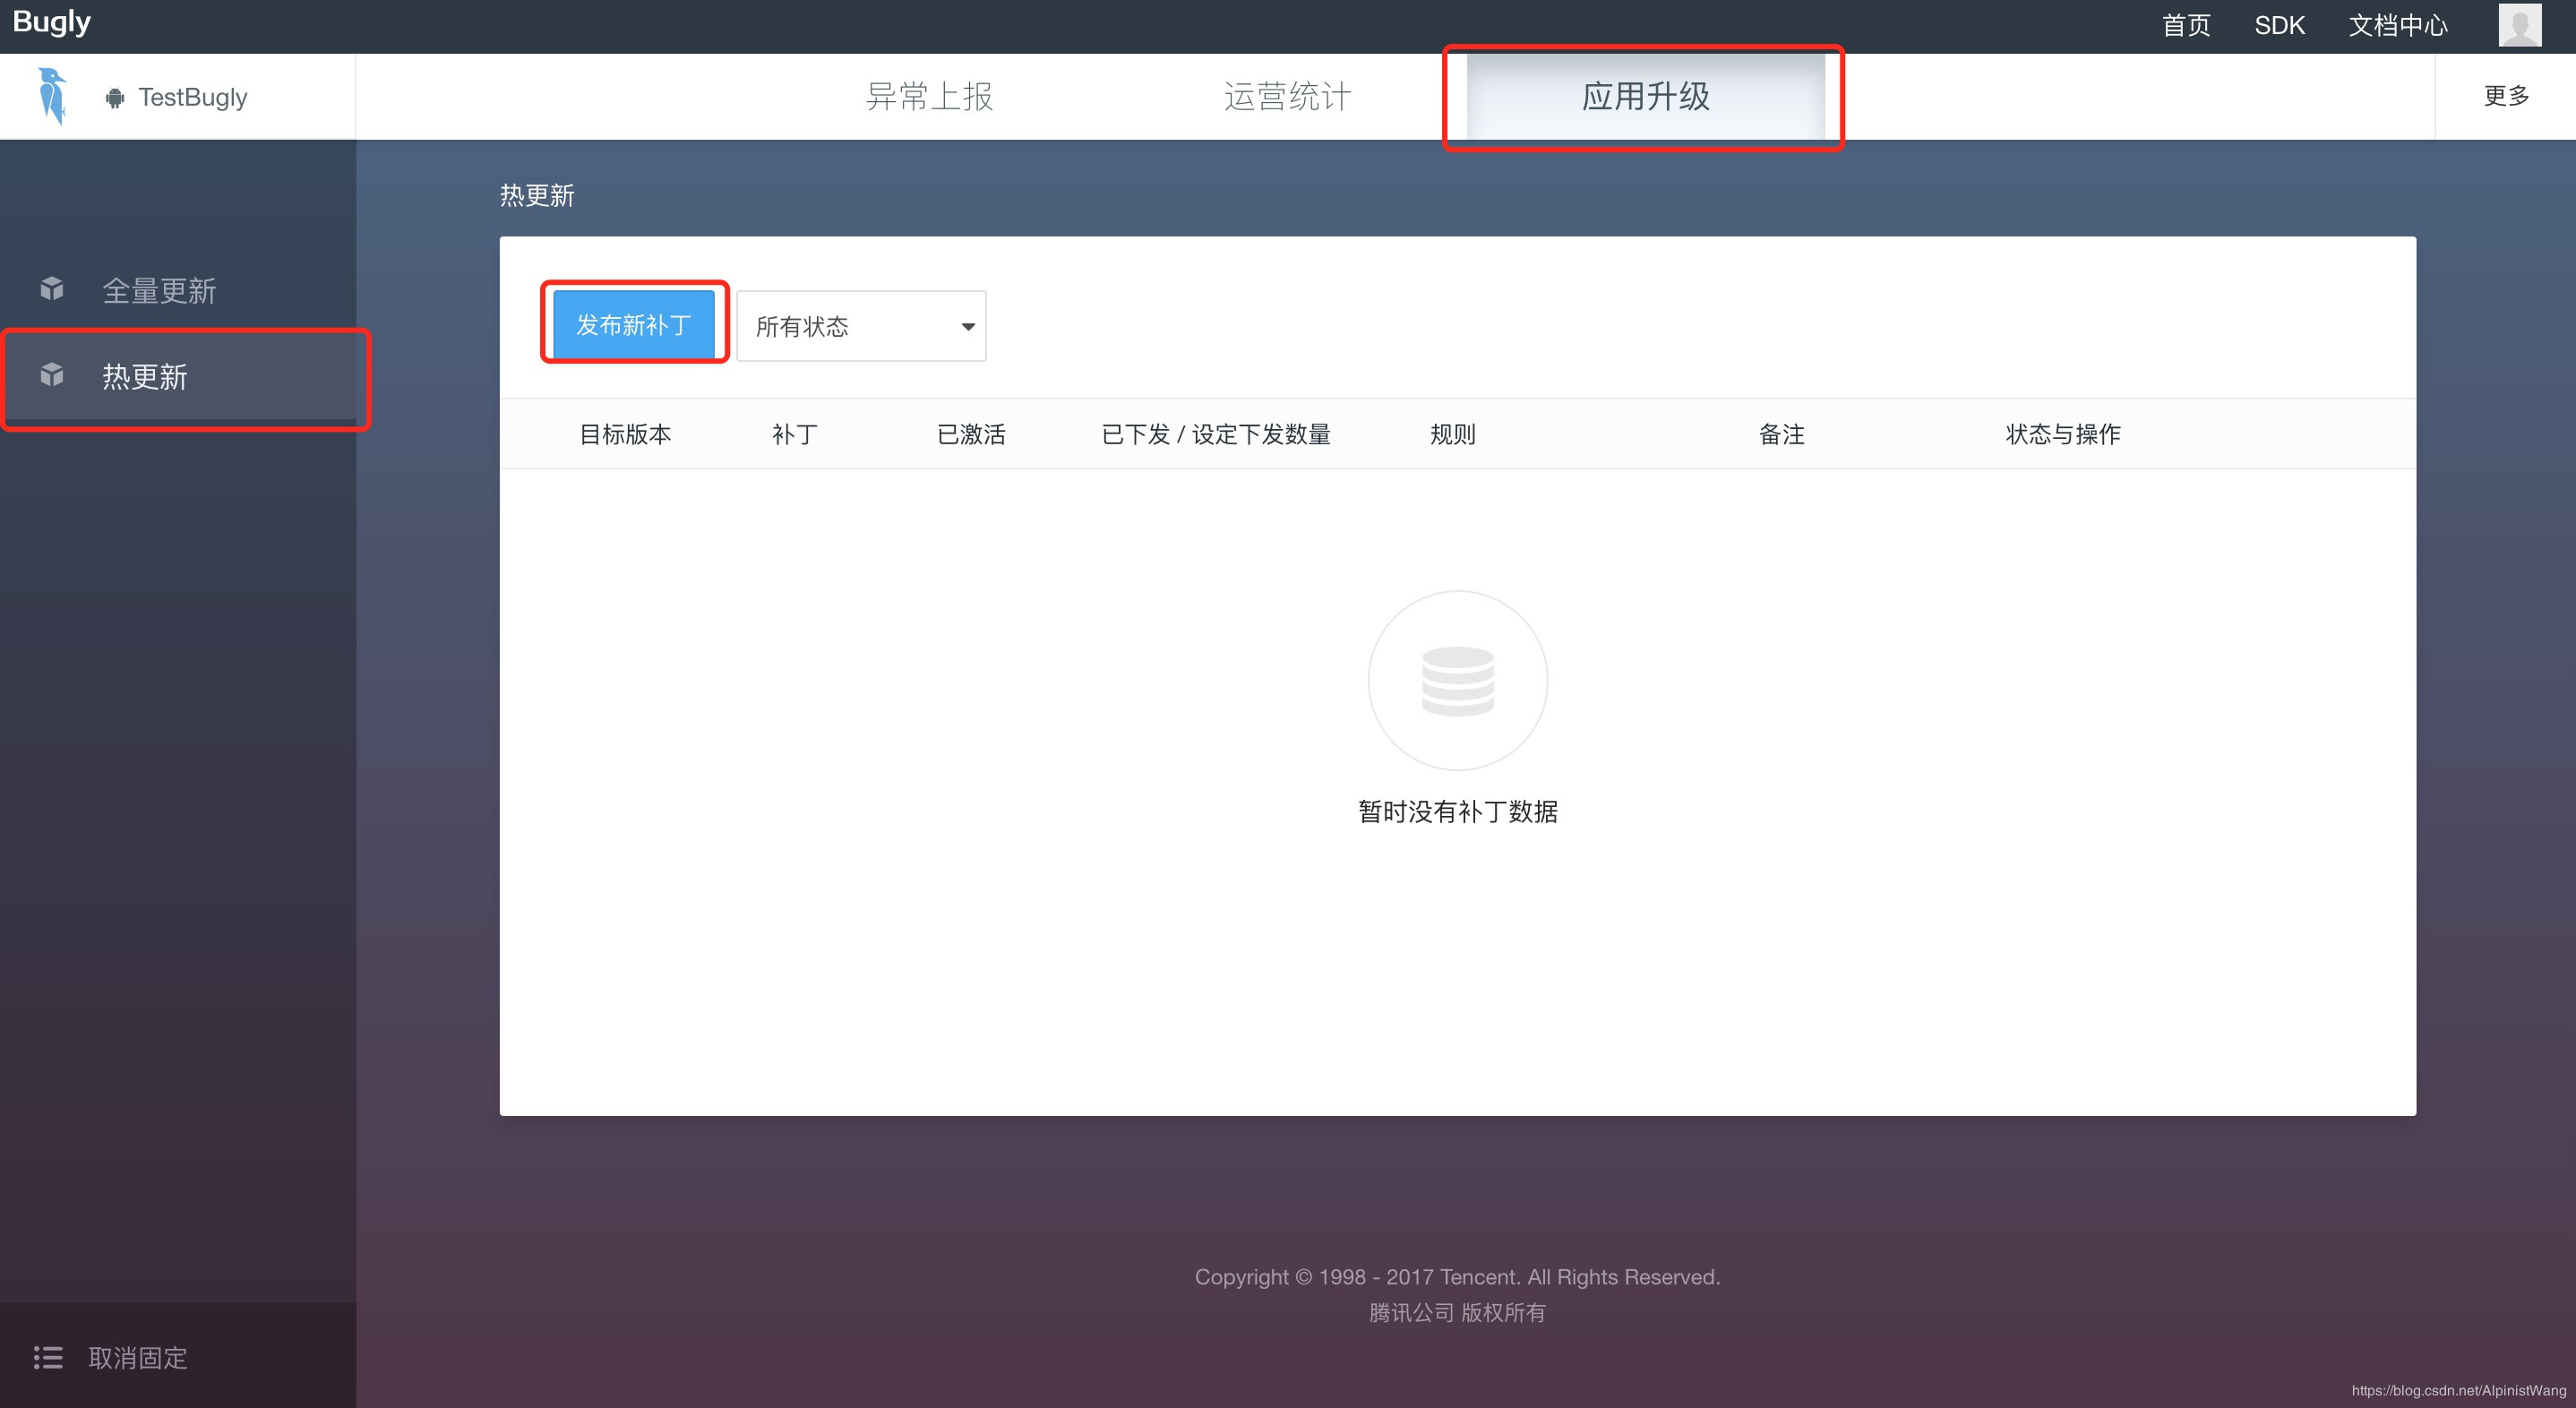 Bugly
首页 SDK 文档中心
TestBugly
异常上报 运营统计 应用升级 更多
热更新
全量更新
热更新
发布新补丁 所有状态
目标版本 补丁 已激活 已下发 / 设定下发数量 规则 备注 状态与操作
暂时没有补丁数据
Copyright © 1998 - 2017 Tencent. All Rights Reserved.
腾讯公司 版权所有
取消固定
https://blog.csdn.net/AlpinistWang